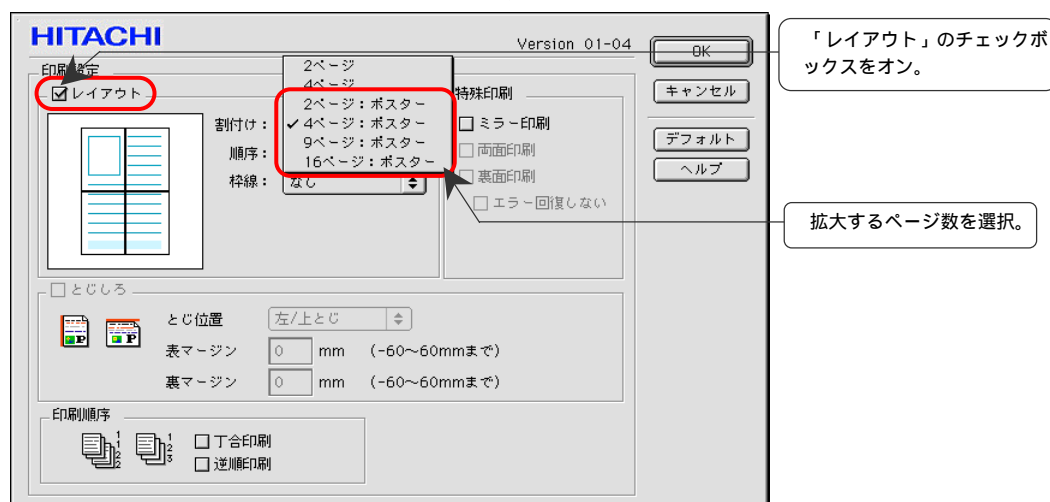 HITACHI
Version 01-04
OK
「レイアウト」のチェックボ
ックスをオン。
印刷設定
レイアウト
2ページ
4ページ
2ページ：ポスター
✓4ページ：ポスター
9ページ：ポスター
16ページ：ポスター
割付け：
順序：
枠線：
なし
特殊印刷
ミラー印刷
両面印刷
裏面印刷
エラー回復しない
キャンセル
デフォルト
ヘルプ
拡大するページ数を選択。
とじしろ
とじ位置
左/上とじ
表マージン
0
mm
(-60〜60mmまで)
裏マージン
0
mm
(-60〜60mmまで)
P
P
印刷順序
1
1
2
2
1
2
3
丁合印刷
逆順印刷